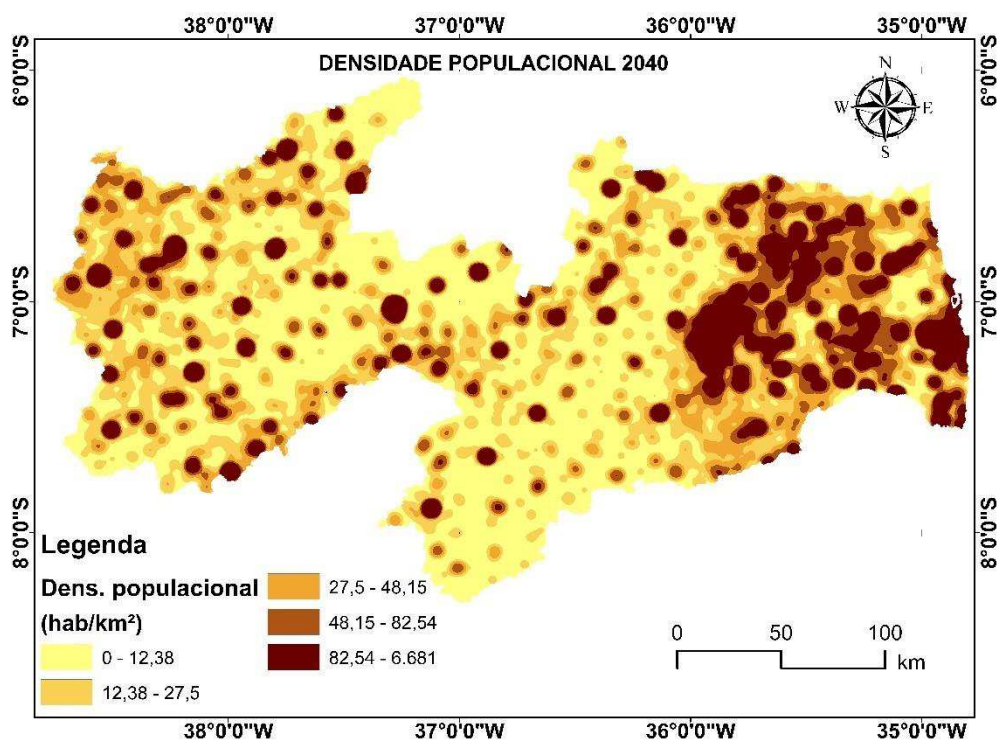 38°0'0"W 37°0'0"W 36°0'0"W 35°0'0"W
6°0'0"S 6°0'0"S
DENSIDADE POPULACIONAL 2040
N
W E
S
7°0'0"S 7°0'0"S
8°0'0"S 8°0'0"S
Legenda
Dens. populacional
(hab/km²)
0 - 12,38
12,38 - 27,5
27,5 - 48,15
48,15 - 82,54
82,54 - 6.681
0 50 100
km
38°0'0"W 37°0'0"W 36°0'0"W 35°0'0"W